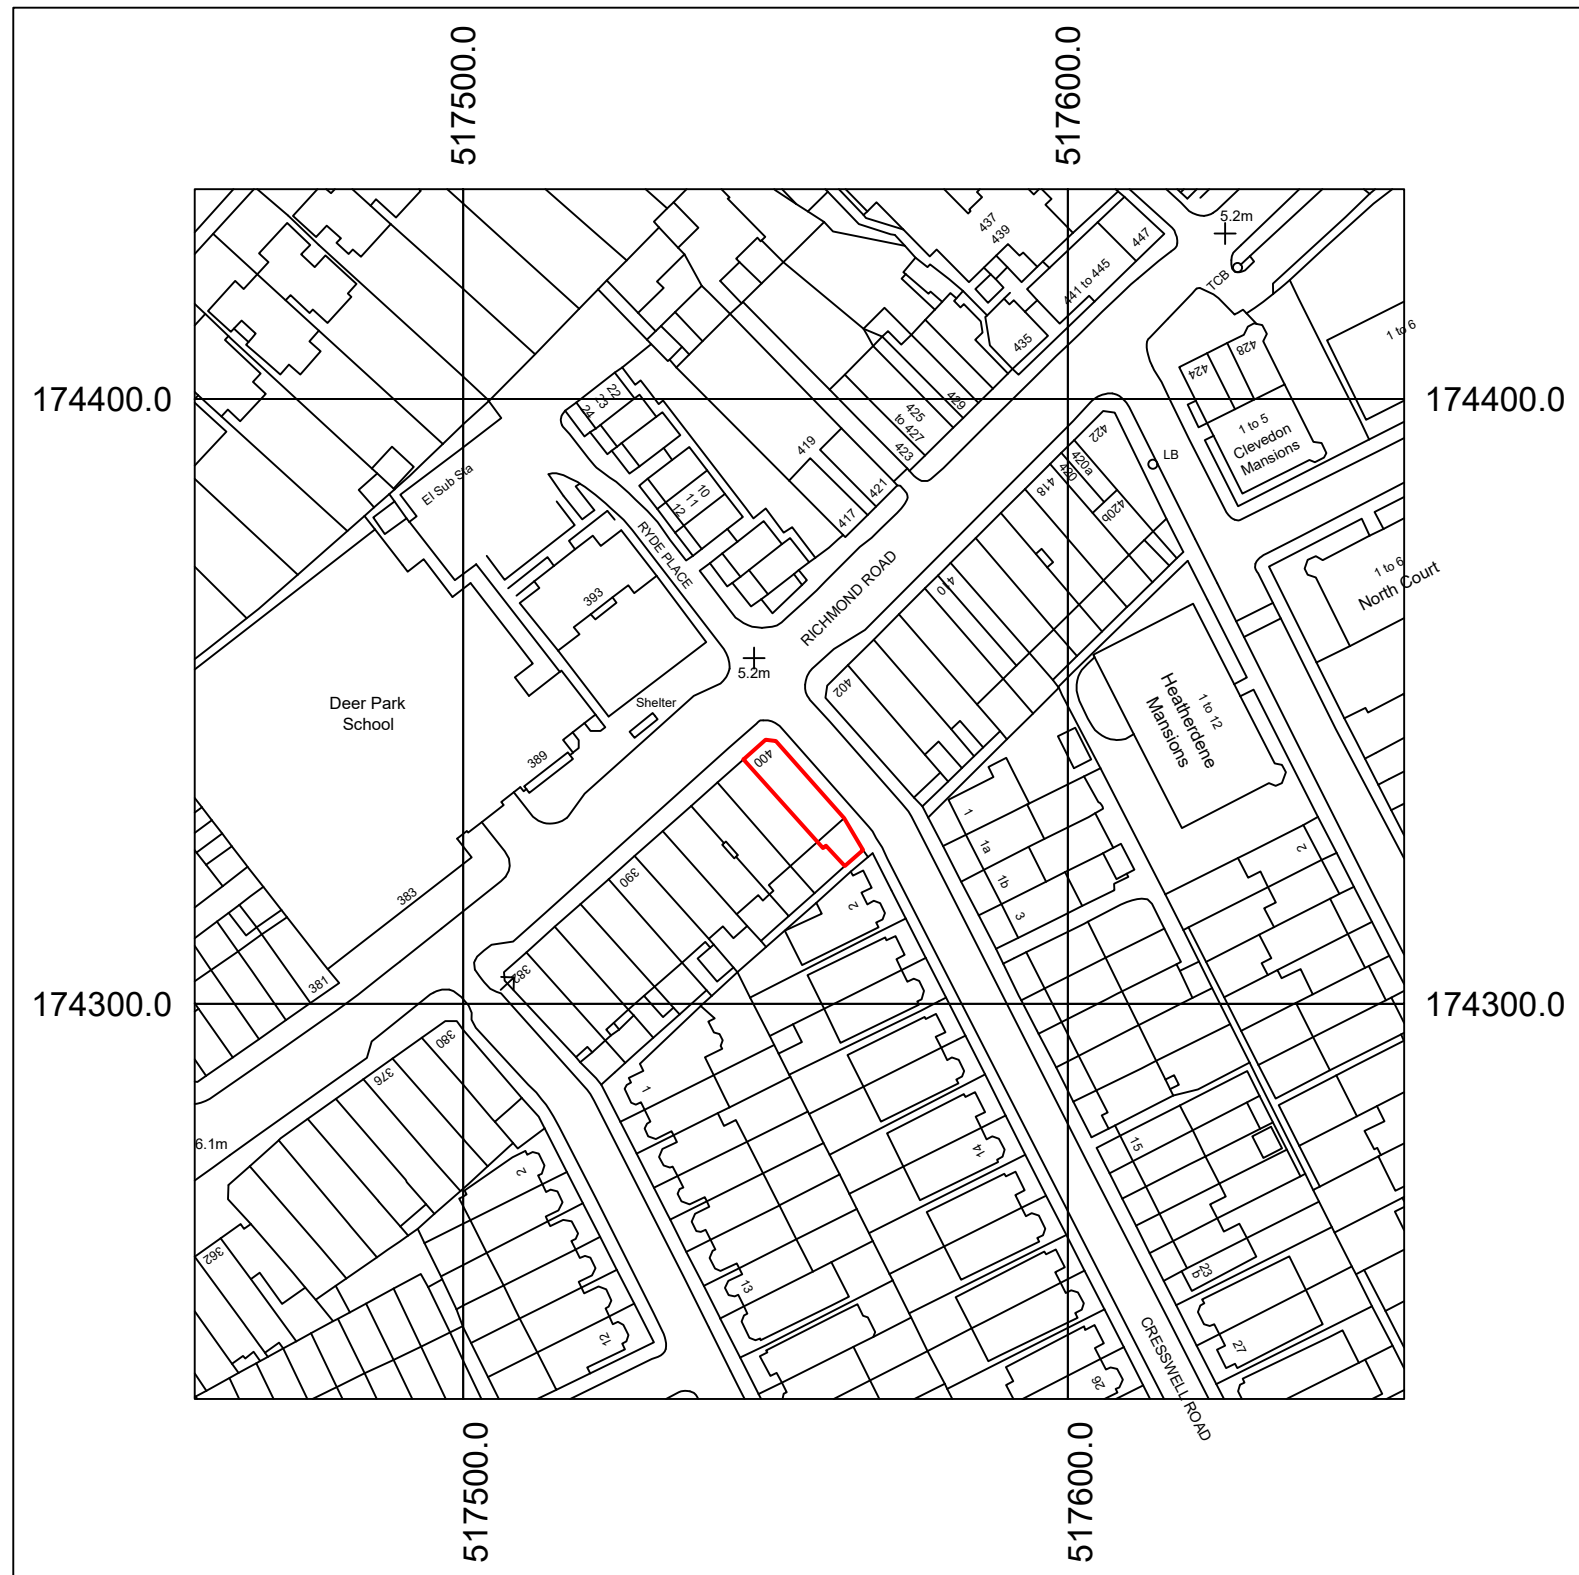 517500.0
517600.0
437
439
447
5.2m
441 to 445
TCB
435
1 to 6
428
424
174400.0
174400.0
22
23
24
429
425
to 427
423
419
421
417
1 to 5
Clevedon
Mansions
422
LB
420a
420
418
420b
El Sub Sta
10
11
12
RYDE PLACE
RICHMOND ROAD
393
410
1 to 6
North Court
5.2m
402
Deer Park
School
Shelter
1 to 12
Heatherdene
Mansions
389
400
1
1a
1b
3
2
390
383
2
381
382
174300.0
174300.0
380
376
1
6.1m
2
14
15
362
13
12
23
b
27
26
CRESSWELL ROAD
517500.0
517600.0